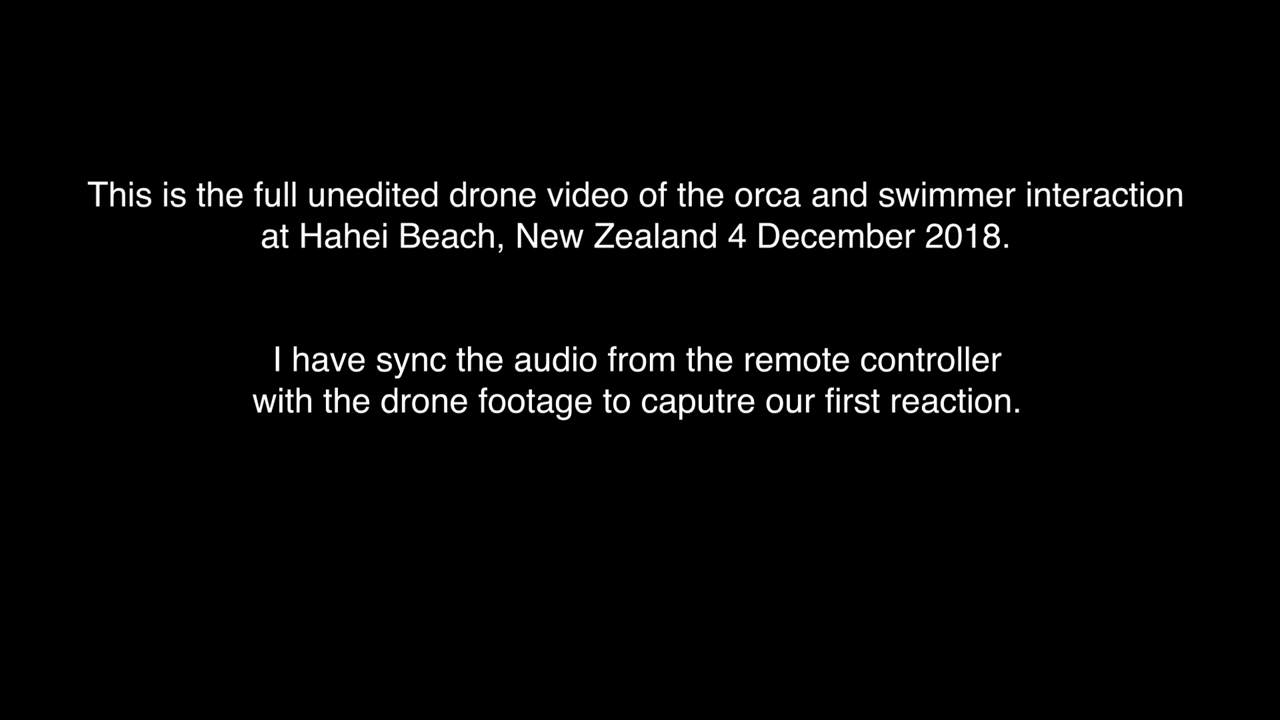 This is the full unedited drone video of the orca and swimmer interaction
at Hahei Beach, New Zealand 4 December 2018.
I have sync the audio from the remote controller
with the drone footage to caputre our first reaction.